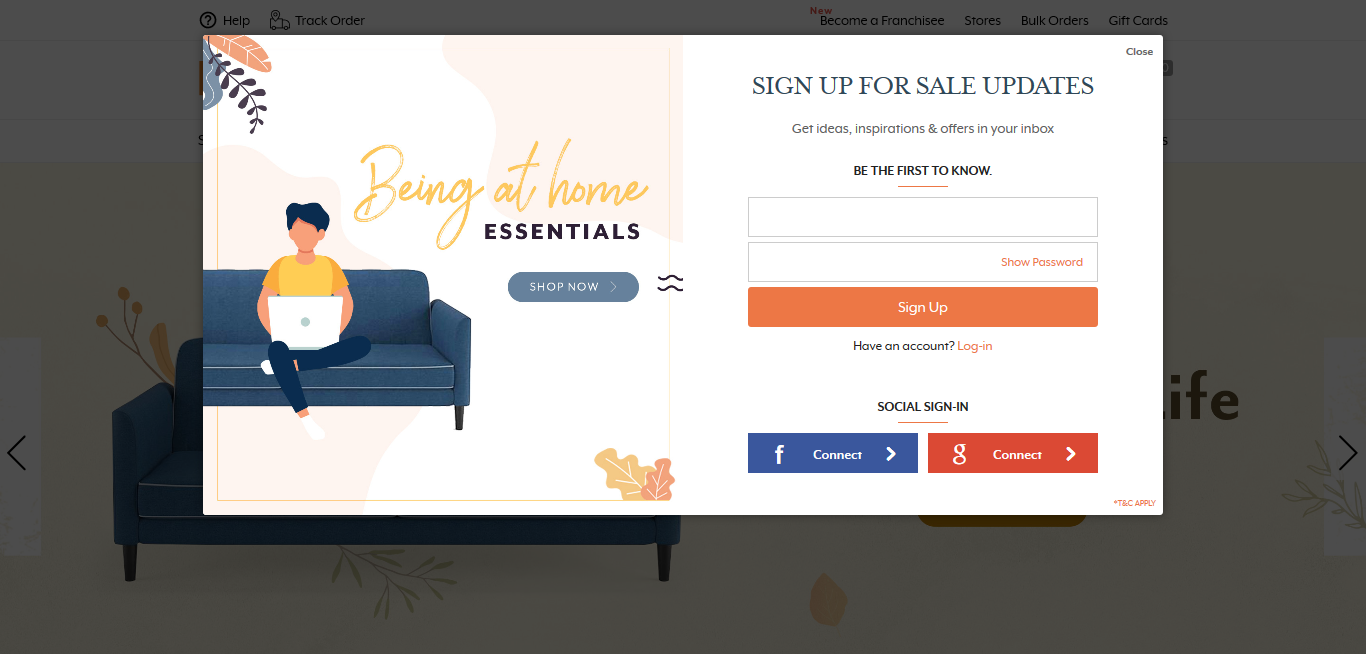 Help
Track Order
New
Become a Franchisee
Stores
Bulk Orders
Gift Cards
Close
SIGN UP FOR SALE UPDATES
Get ideas, inspirations & offers in your inbox
BE THE FIRST TO KNOW.
Being at home
ESSENTIALS
SHOP NOW
Show Password
Sign Up
Have an account? Log-in
SOCIAL SIGN-IN
f Connect
g Connect
*T&C APPLY